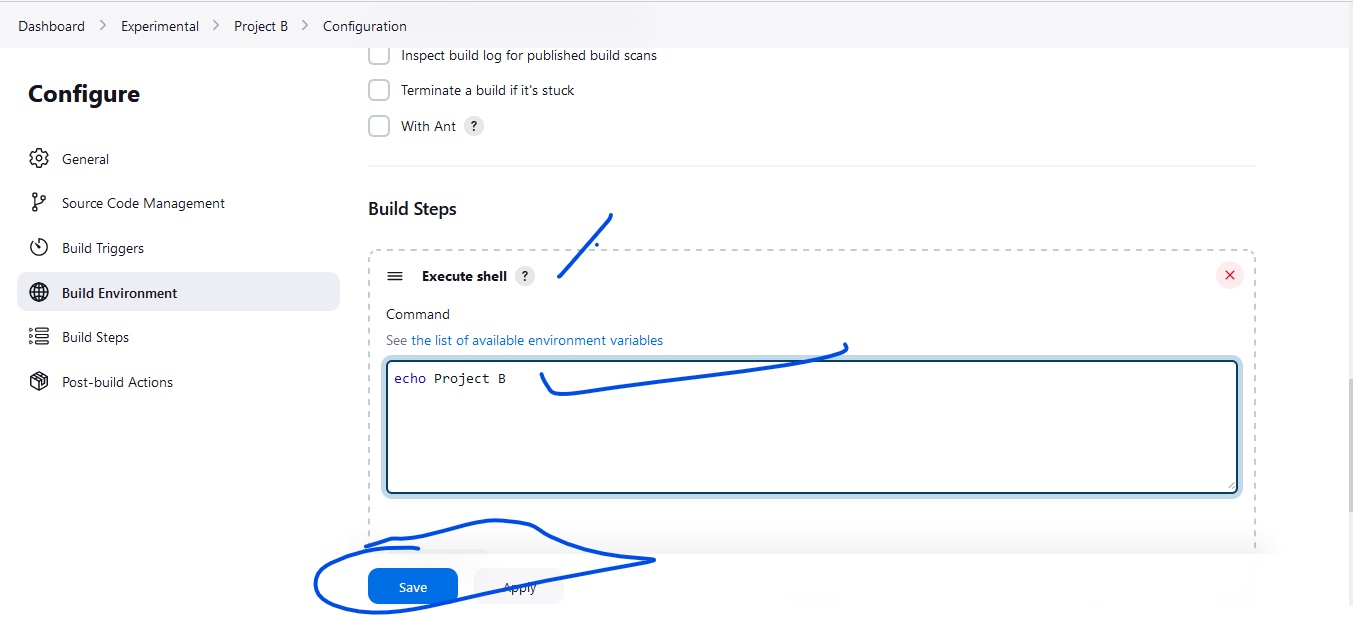 Dashboard > Experimental > Project B > Configuration
Configure
General
Source Code Management
Build Triggers
Build Environment
Build Steps
Post-build Actions
Inspect build log for published build scans
Terminate a build if it's stuck
With Ant ?
Build Steps
Execute shell ?
Command
See the list of available environment variables
echo Project B
Save
Apply